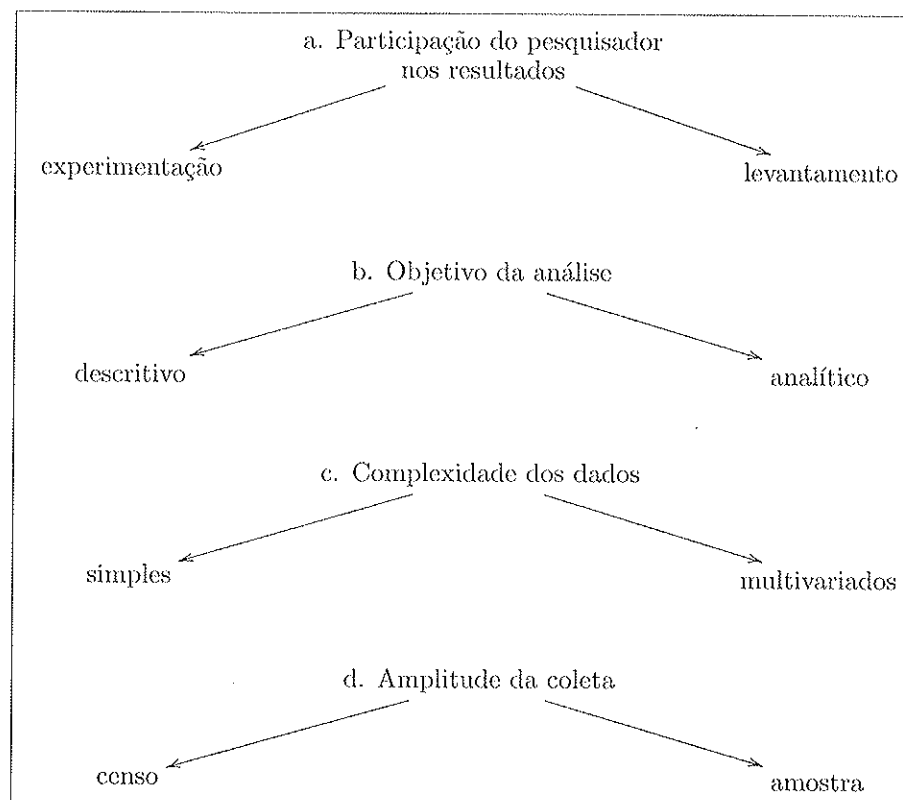 a. Participação do pesquisador
nos resultados
experimentação
levantamento
b. Objetivo da análise
descritivo
analítico
c. Complexidade dos dados
simples
multivariados
d. Amplitude da coleta
censo
amostra